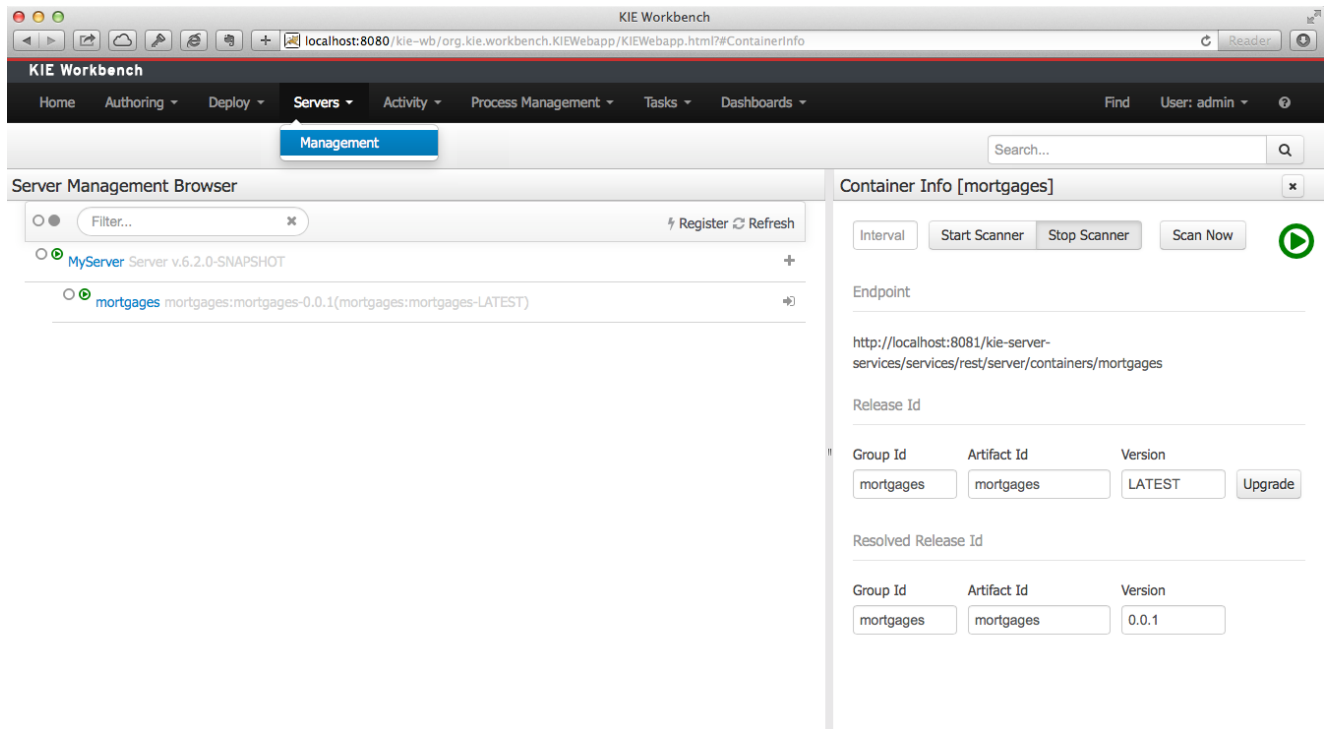 KIE Workbench
localhost:8080/kie-wb/org.kie.workbench.KIEWebapp/KIEWebapp.html?#ContainerInfo Reader
KIE Workbench
Home Authoring Deploy Servers Activity Process Management Tasks Dashboards Find User: admin
Management
Search...
Server Management Browser
Filter... Register Refresh
MyServer Server v.6.2.0-SNAPSHOT
mortgages mortgages:mortgages-0.0.1(mortgages:mortgages-LATEST)
Container Info [mortgages]
Interval Start Scanner Stop Scanner Scan Now
Endpoint
http://localhost:8081/kie-server-
services/services/rest/server/containers/mortgages
Release Id
Group Id Artifact Id Version
mortgages mortgages LATEST Upgrade
Resolved Release Id
Group Id Artifact Id Version
mortgages mortgages 0.0.1